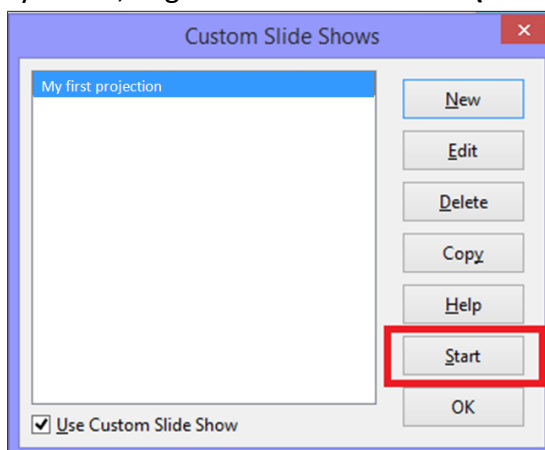 Custom Slide Shows
My first projection
New
Edit
Delete
Copy
Help
Start
OK
Use Custom Slide Show